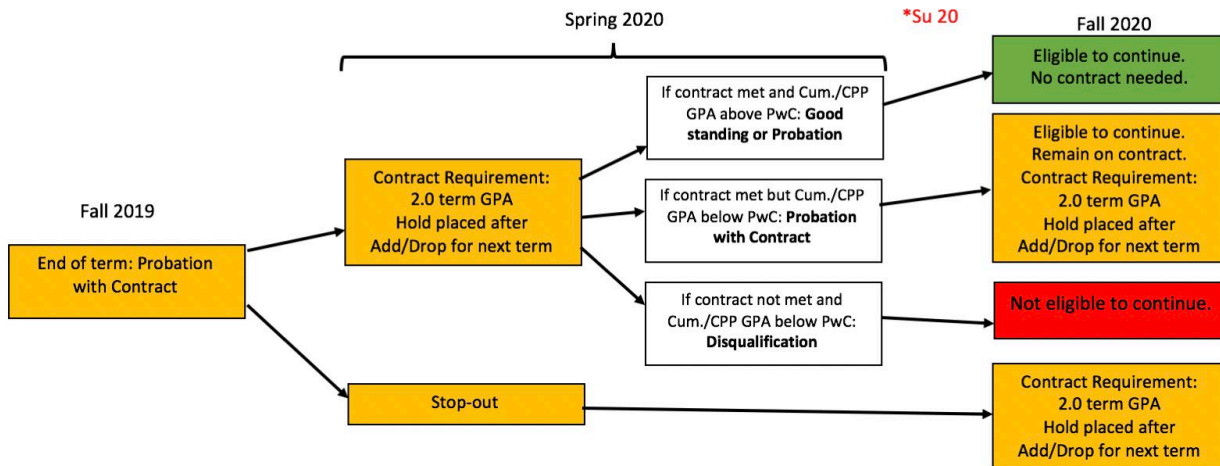 Spring 2020
*Su 20
Fall 2020
Eligible to continue.
No contract needed.
If contract met and Cum./CPP
GPA above PwC: Good
standing or Probation
Eligible to continue.
Remain on contract.
Contract Requirement:
2.0 term GPA
Hold placed after
Add/Drop for next term
Contract Requirement:
2.0 term GPA
Hold placed after
Add/Drop for next term
If contract met but Cum./CPP
GPA below PwC: Probation
with Contract
Fall 2019
End of term: Probation
with Contract
If contract not met and
Cum./CPP GPA below PwC:
Disqualification
Not eligible to continue.
Stop-out
Contract Requirement:
2.0 term GPA
Hold placed after
Add/Drop for next term